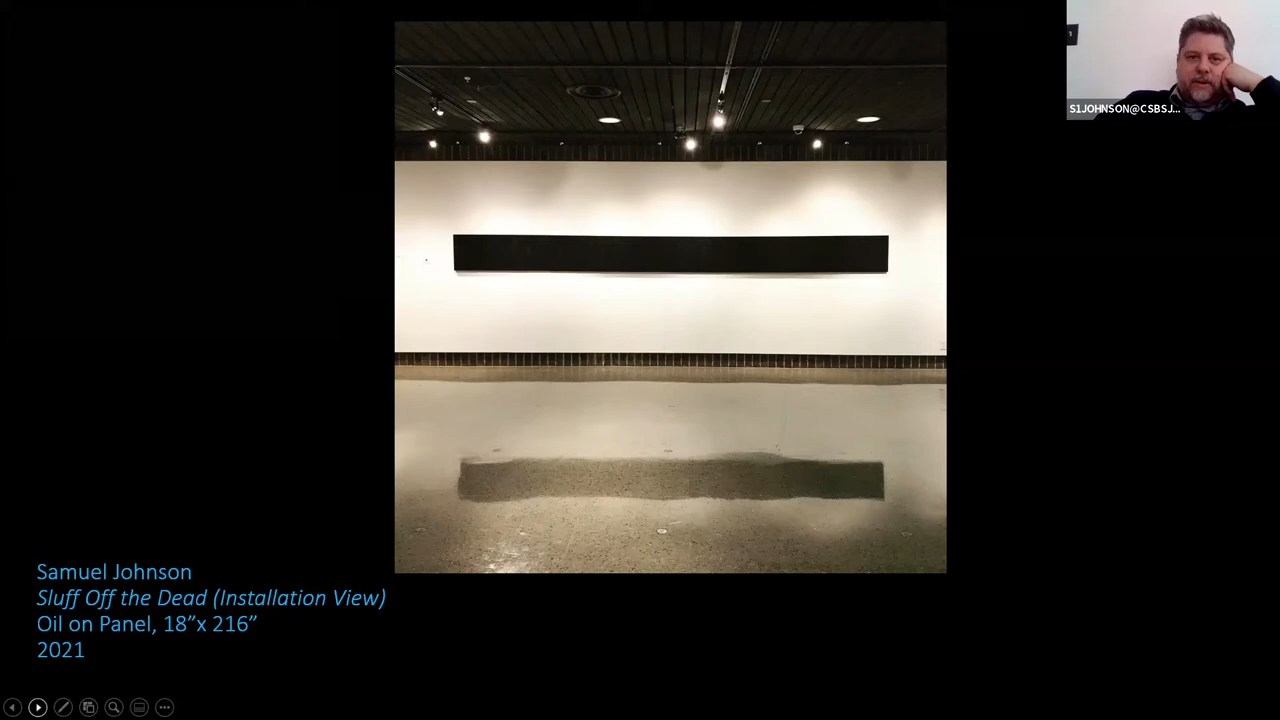 S1JOHNSON@CSBSJ...
Samuel Johnson
Sluff Off the Dead (Installation View)
Oil on Panel, 18”x 216”
2021